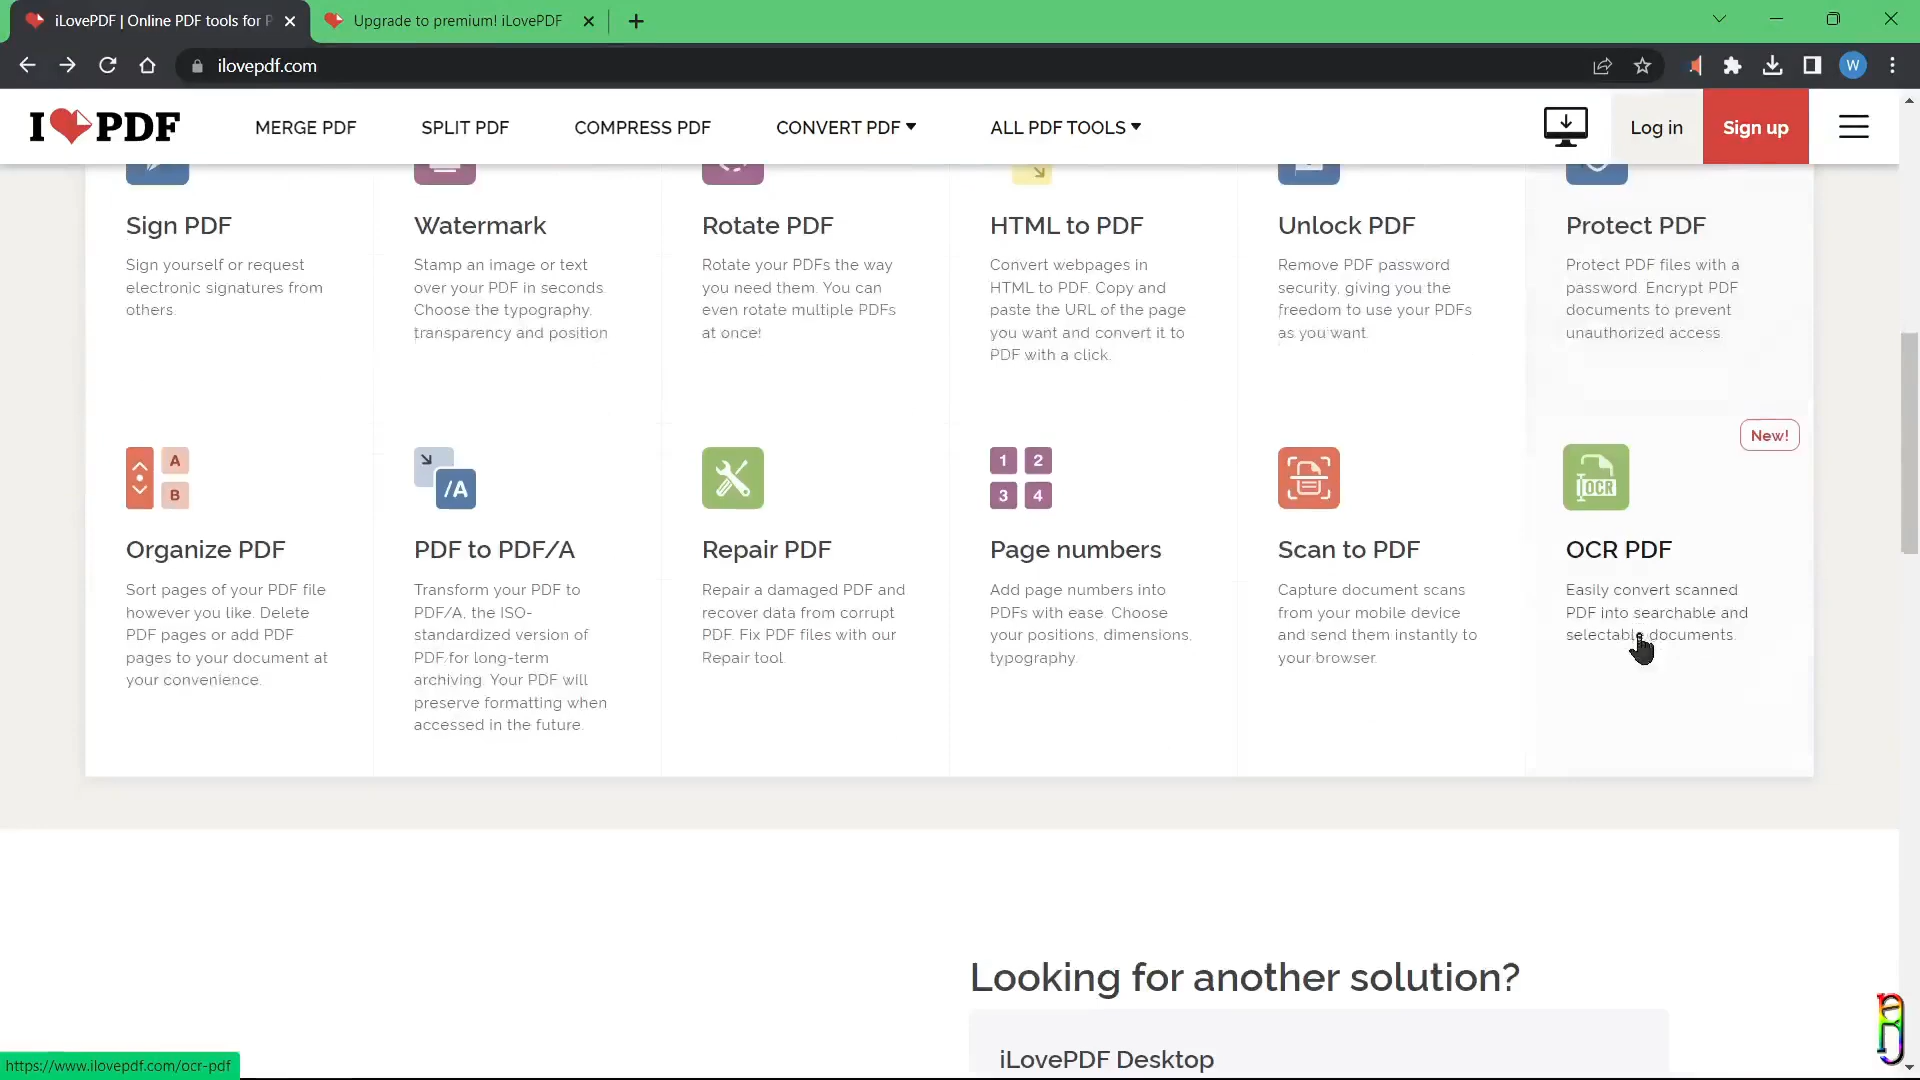 iLovePDF | Online PDF tools for P
Upgrade to premium! iLovePDF
ilovepdf.com
W
I PDF
MERGE PDF
SPLIT PDF
COMPRESS PDF
CONVERT PDF
ALL PDF TOOLS
Log in
Sign up
Sign PDF
Sign yourself or request
electronic signatures from
others.
Watermark
Stamp an image or text
over your PDF in seconds.
Choose the typography,
transparency and position
Rotate PDF
Rotate your PDFs the way
you need them. You can
even rotate multiple PDFs
at once!
HTML to PDF
Convert webpages in
HTML to PDF. Copy and
paste the URL of the page
you want and convert it to
PDF with a click.
Unlock PDF
Remove PDF password
security, giving you the
freedom to use your PDFs
as you want.
Protect PDF
Protect PDF files with a
password. Encrypt PDF
documents to prevent
unauthorized access.
A
B
Organize PDF
Sort pages of your PDF file
however you like. Delete
PDF pages or add PDF
pages to your document at
your convenience.
/A
PDF to PDF/A
Transform your PDF to
PDF/A, the ISO-
standardized version of
PDF for long-term
archiving. Your PDF will
preserve formatting when
accessed in the future.
Repair PDF
Repair a damaged PDF and
recover data from corrupt
PDF. Fix PDF files with our
Repair tool.
1 2
3 4
Page numbers
Add page numbers into
PDFs with ease. Choose
your positions, dimensions,
typography.
Scan to PDF
Capture document scans
from your mobile device
and send them instantly to
your browser.
New!
OCR
OCR PDF
Easily convert scanned
PDF into searchable and
selectable documents.
Looking for another solution?
iLovePDF Desktop
https://www.ilovepdf.com/ocr-pdf